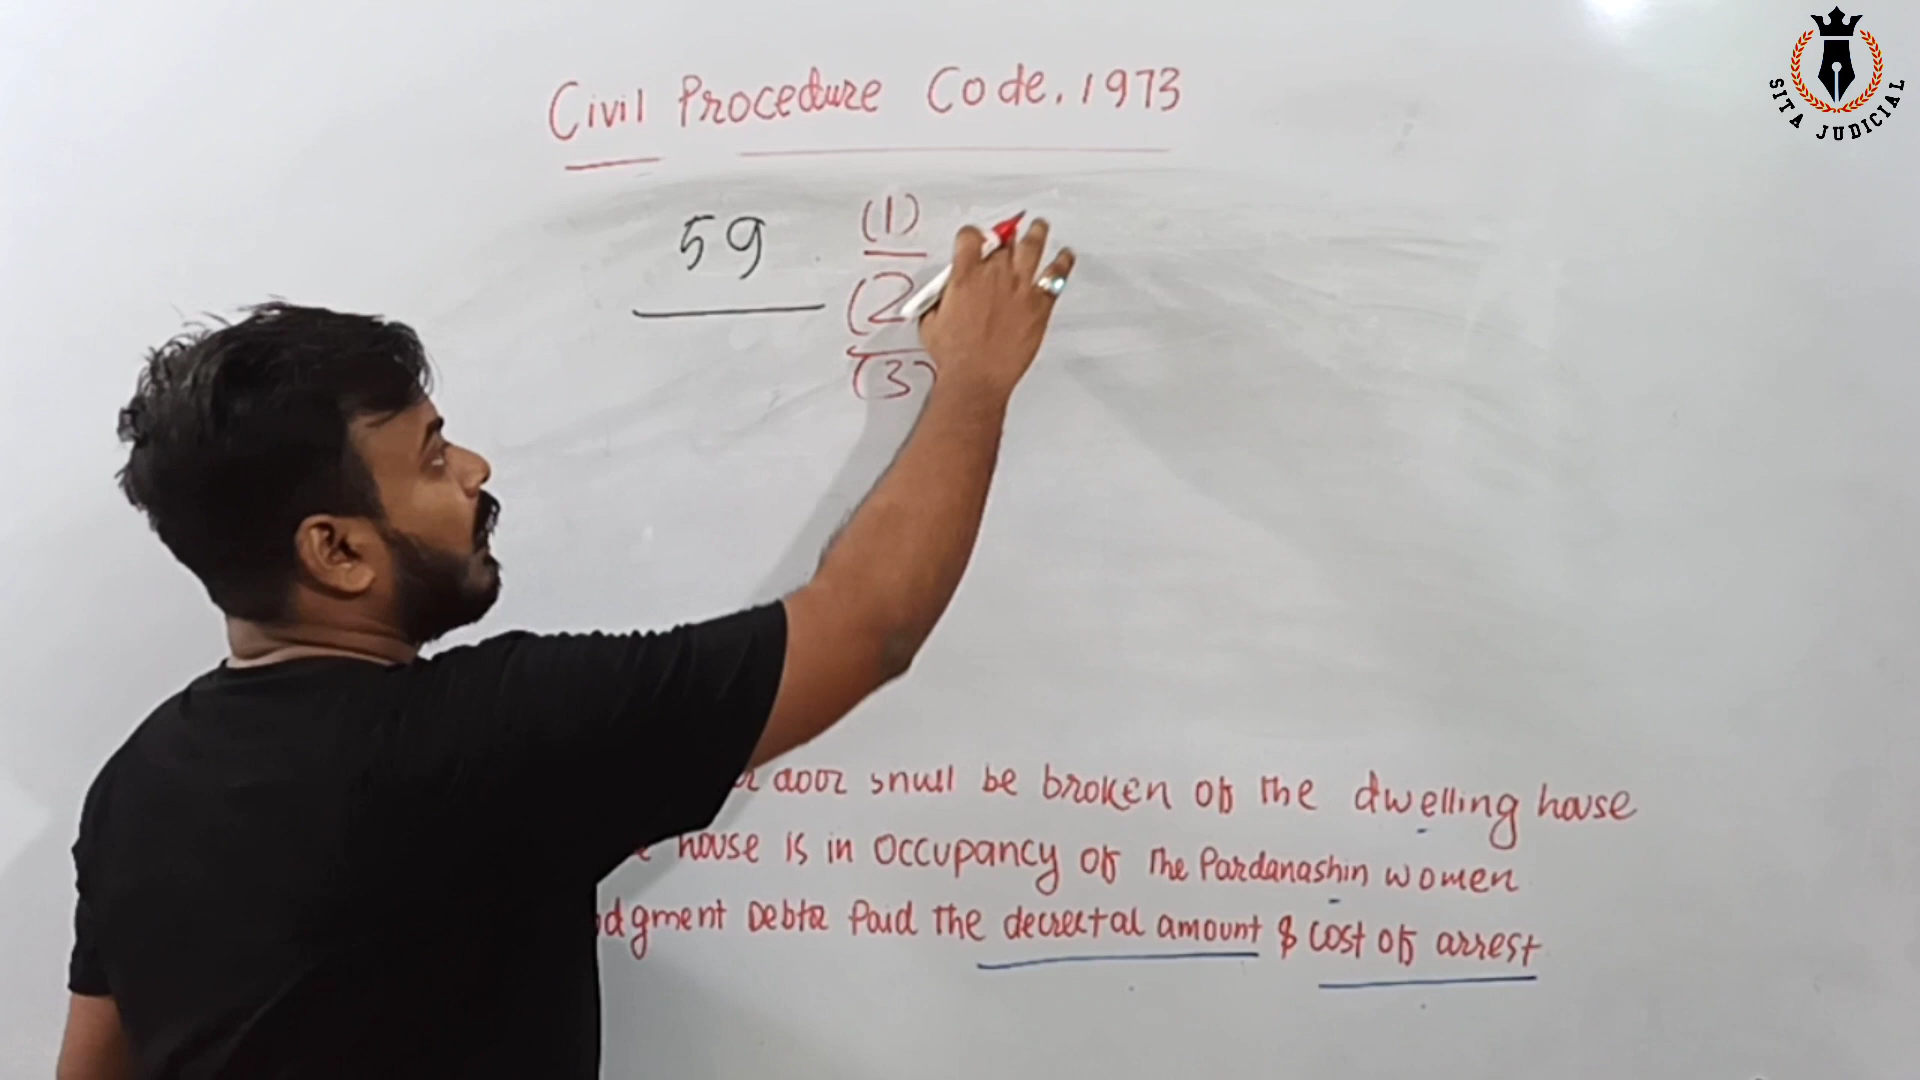 Civil Procedure Code, 1973
59 (1)
(2
(3)
door shall be broken of the dwelling house
house is in occupancy of the Pardanashin women
dgment Debtor Paid the decreetal amount & cost of arrest
SITA JUDICIAL